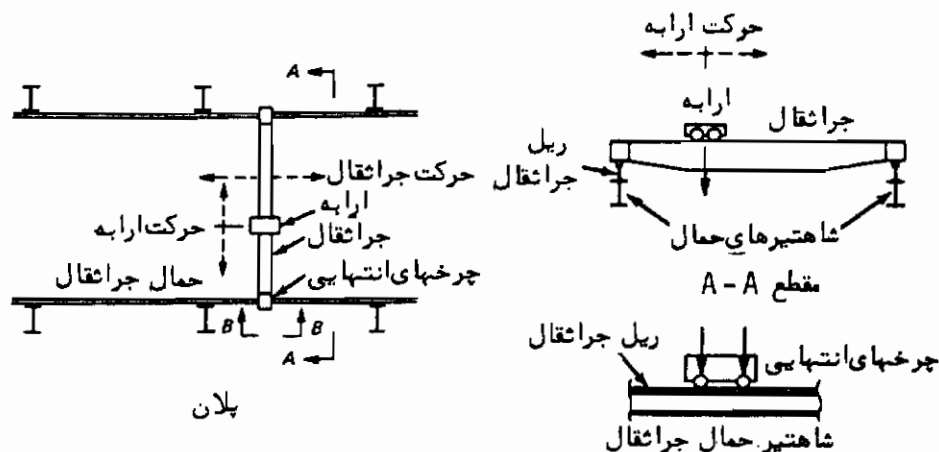 A
حرکت جراثقال
ارابه
حرکت ارابه
جراثقال
حمال جراثقال
چرخهای انتهایی
B
B
A
پلان
حرکت ارابه
ارابه
جراثقال
ریل
جراثقال
شاهتیرهای حمال
مقطع A-A
ریل جراثقال
چرخهای انتهایی
شاهتیر حمال جراثقال